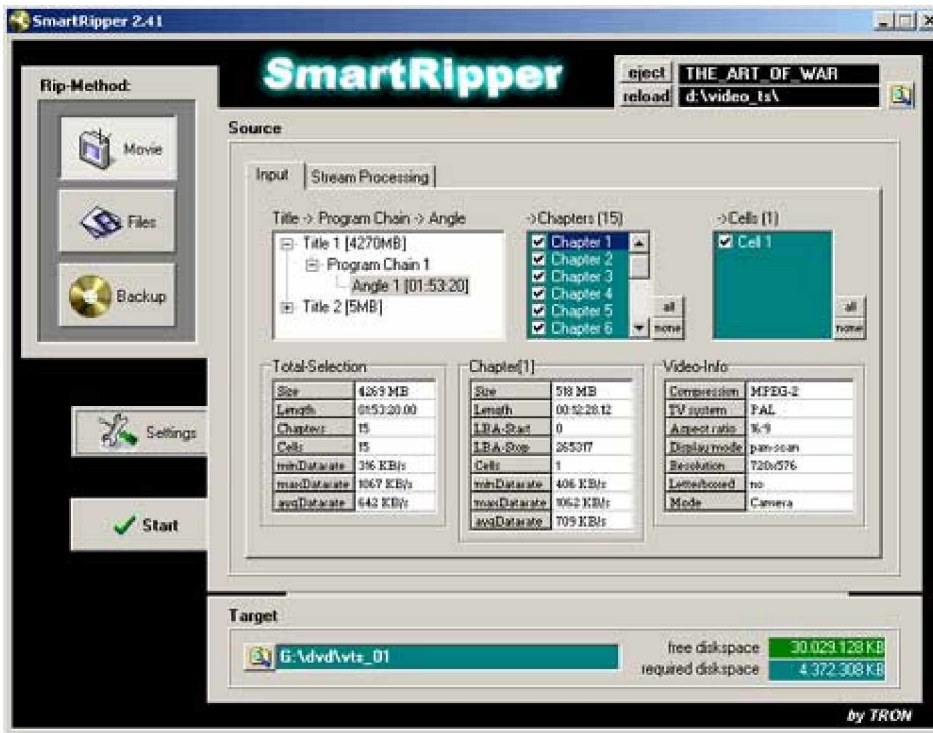 SmartRipper 2.41
SmartRipper
eject THE_ART_OF_WAR
reload d:\video_ts\
Rip-Method:
Movie
Files
Backup
Settings
Start
Source
Input Stream Processing
Title -> Program Chain -> Angle
Title 1 [4270MB]
Program Chain 1
Angle 1 [01:53:20]
Title 2 [5MB]
->Chapters (15)
Chapter 1
Chapter 2
Chapter 3
Chapter 4
Chapter 5
Chapter 6
all
none
->Cells (1)
Cell 1
all
none
Total-Selection
Size 4269 MB
Length 01:53:20.00
Chapters 15
Cells 15
minDatarate 316 KB/s
maxDatarate 1067 KB/s
avgDatarate 642 KB/s
Chapter[1]
Size 518 MB
Length 00:12:28.12
LBA-Start 0
LBA-Stop 265317
Cells 1
minDatarate 406 KB/s
maxDatarate 1062 KB/s
avgDatarate 709 KB/s
Video-Info
Compression MPEG-2
TV system PAL
Aspect ratio 16:9
Display mode pan-scan
Resolution 720x576
Letterboxed no
Mode Camera
Target
G:\dvd\vts_01
free diskspace 30.029.128 KB
required diskspace 4.372.308 KB
by TRON